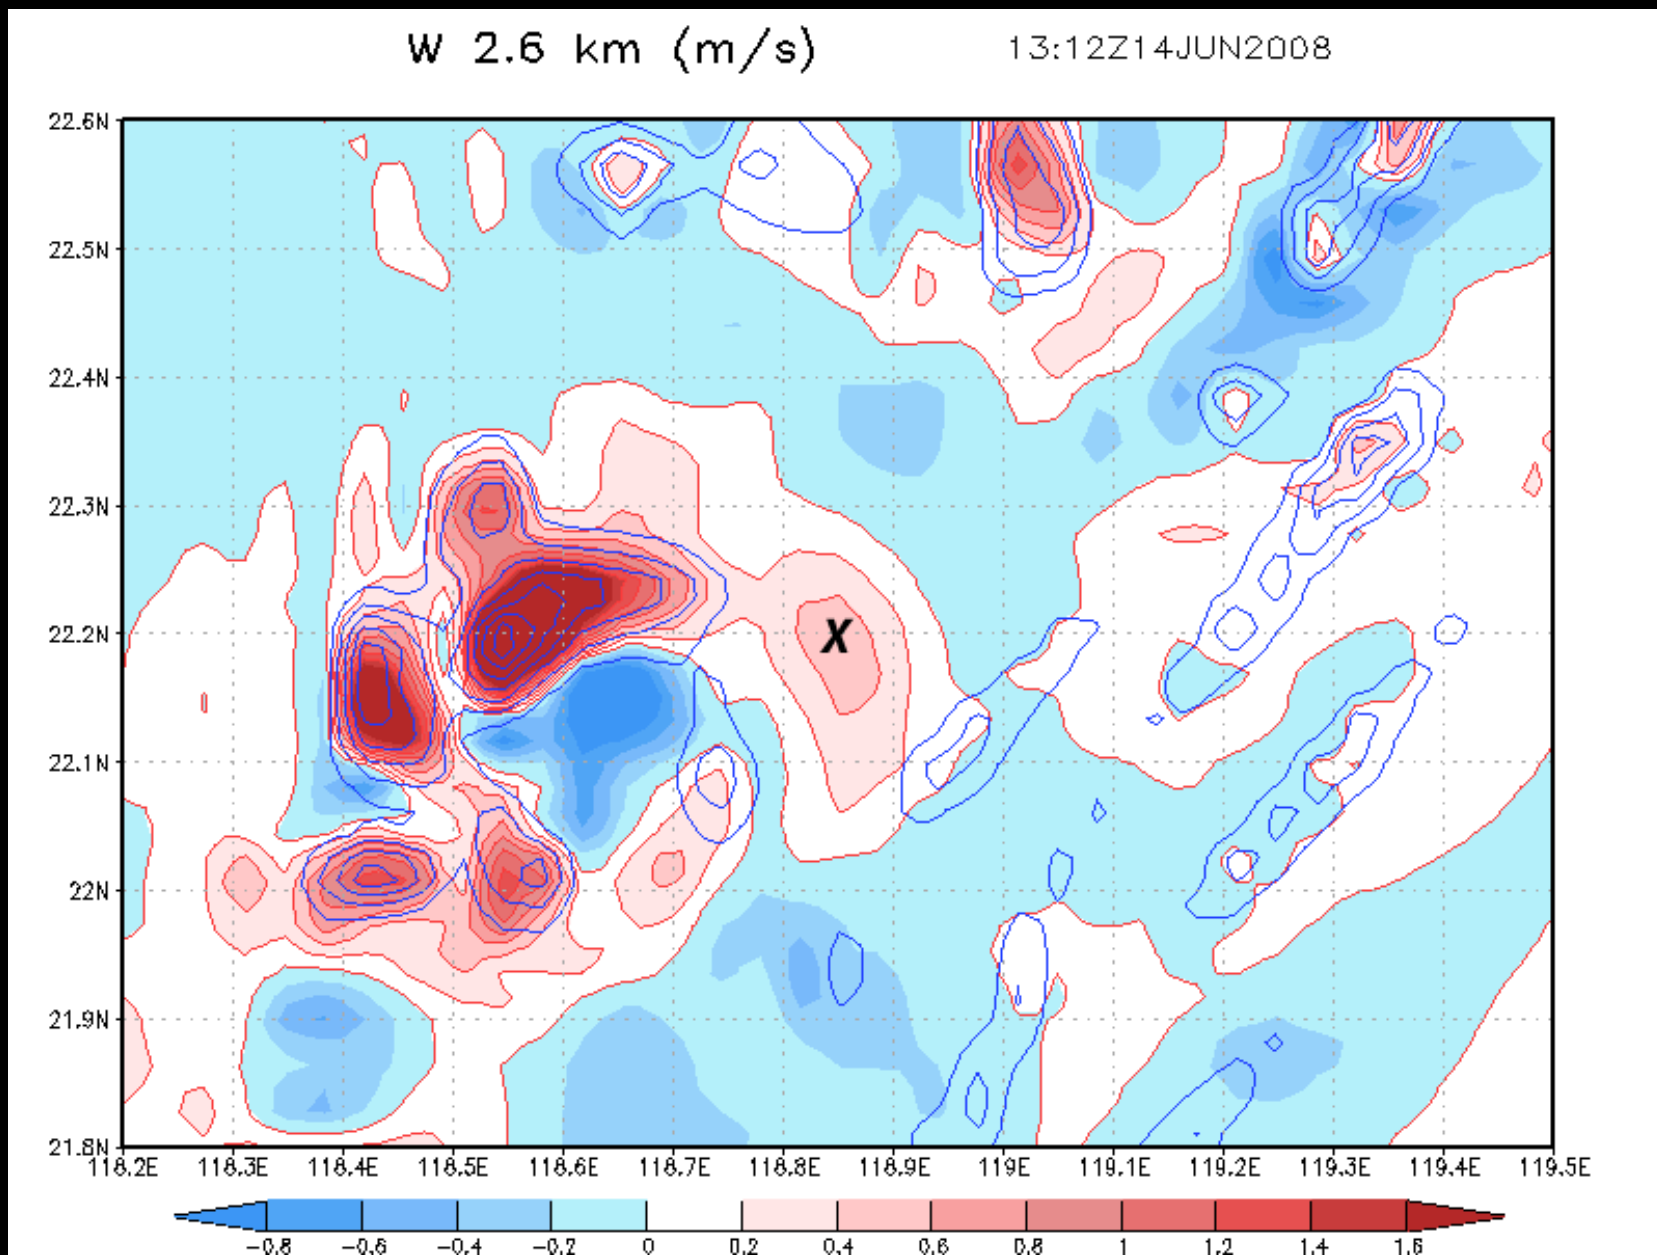 W 2.6 km (m/s) 13:12Z14JUN2008
22.6N
22.5N
22.4N
22.3N
22.2N
X
22.1N
22N
21.9N
21.8N
118.2E 118.3E 118.4E 118.5E 118.6E 118.7E 118.8E 118.9E 119E 119.1E 119.2E 119.3E 119.4E 119.5E
-0.8 -0.6 -0.4 -0.2 0 0.2 0.4 0.6 0.8 1 1.2 1.4 1.6